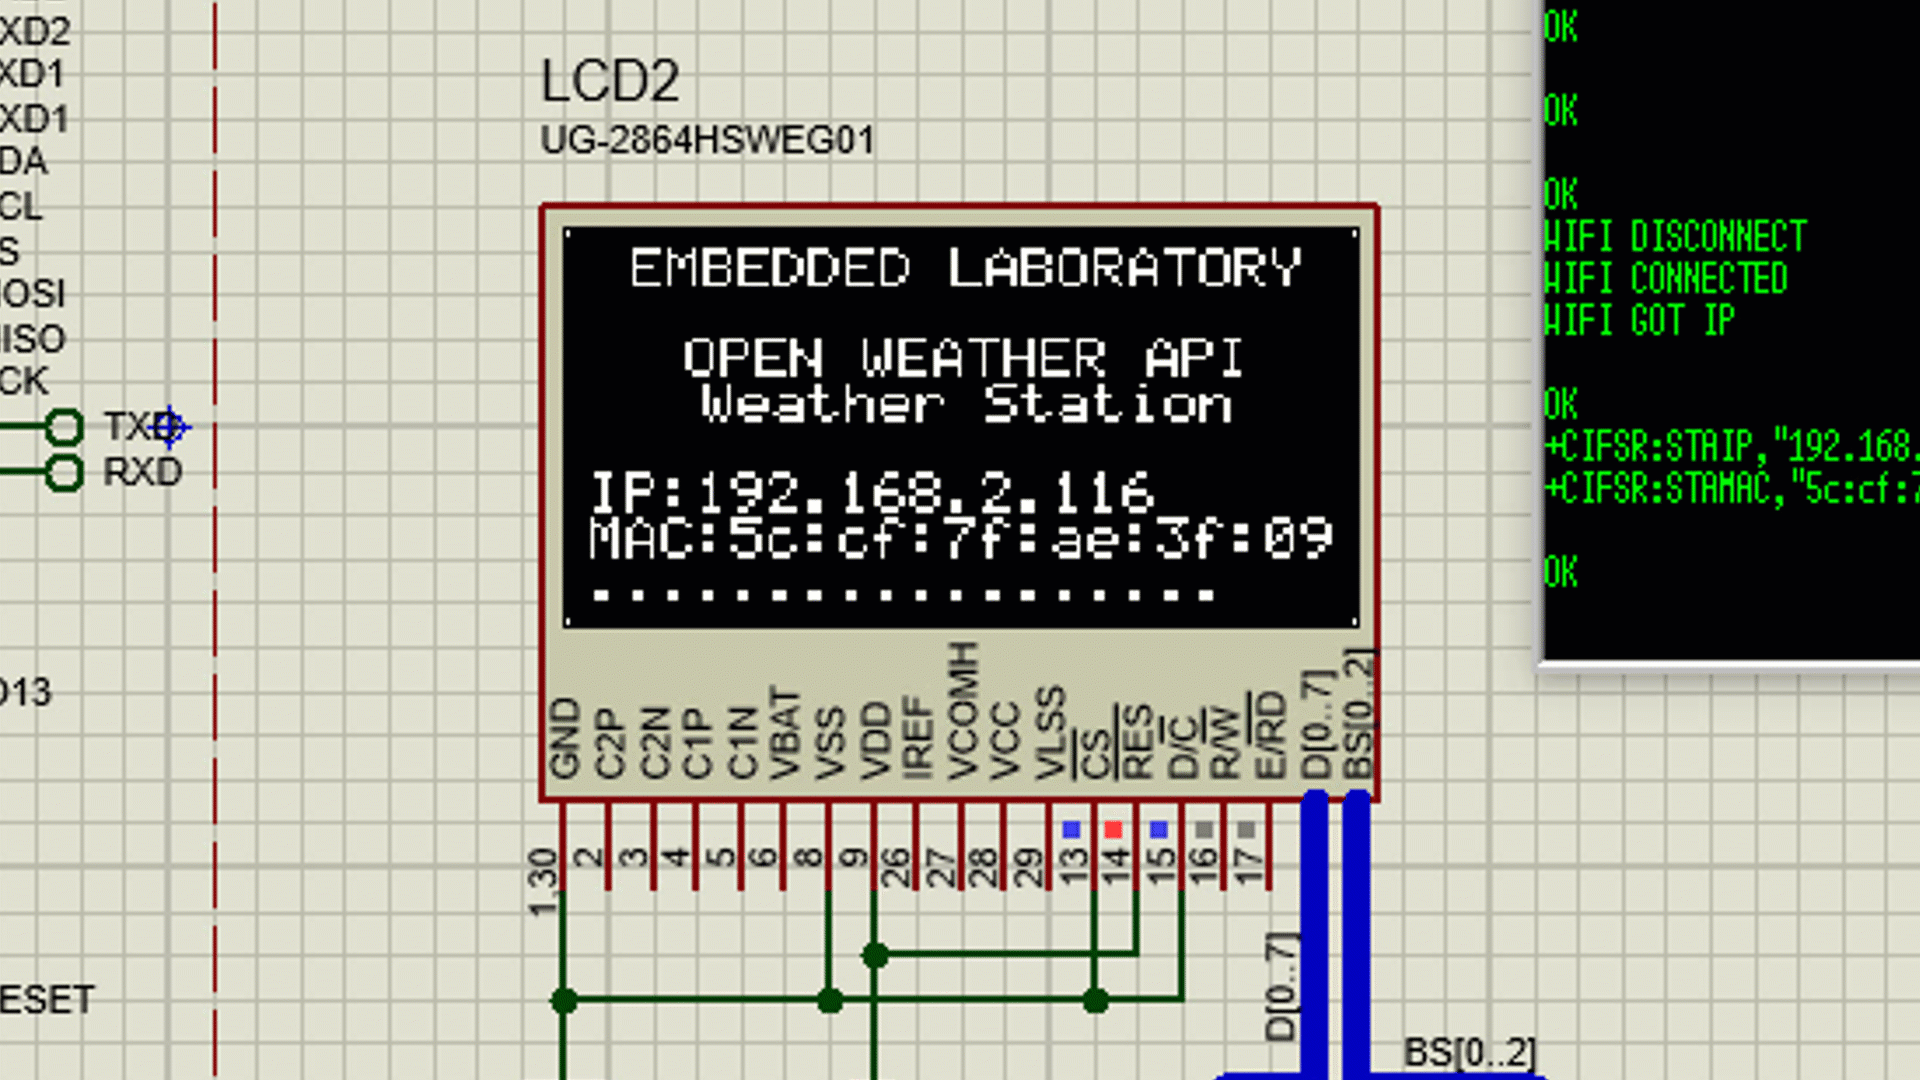 XD2
XD1
XD1
DA
CL
S
OSI
ISO
CK
TXD
RXD
D13
ESET
LCD2
UG-2864HSWEG01
EMBEDDED LABORATORY
OPEN WEATHER API
Weather Station
IP:192.168.2.116
MAC:5c:cf:7f:ae:3f:09
..................
GND C2P C2N C1P C1N VBAT VSS VDD IREF VCOMH VCC VLSS CS RES D/C R/W E/RD D[0..7] BS[0..2]
1,30 2 3 4 5 6 8 9 26 27 28 29 13 14 15 16 17
D[0..7]
BS[0..2]
OK
OK
OK
WIFI DISCONNECT
WIFI CONNECTED
WIFI GOT IP
OK
+CIFSR:STAIP,"192.168.
+CIFSR:STAMAC,"5c:cf:7
OK